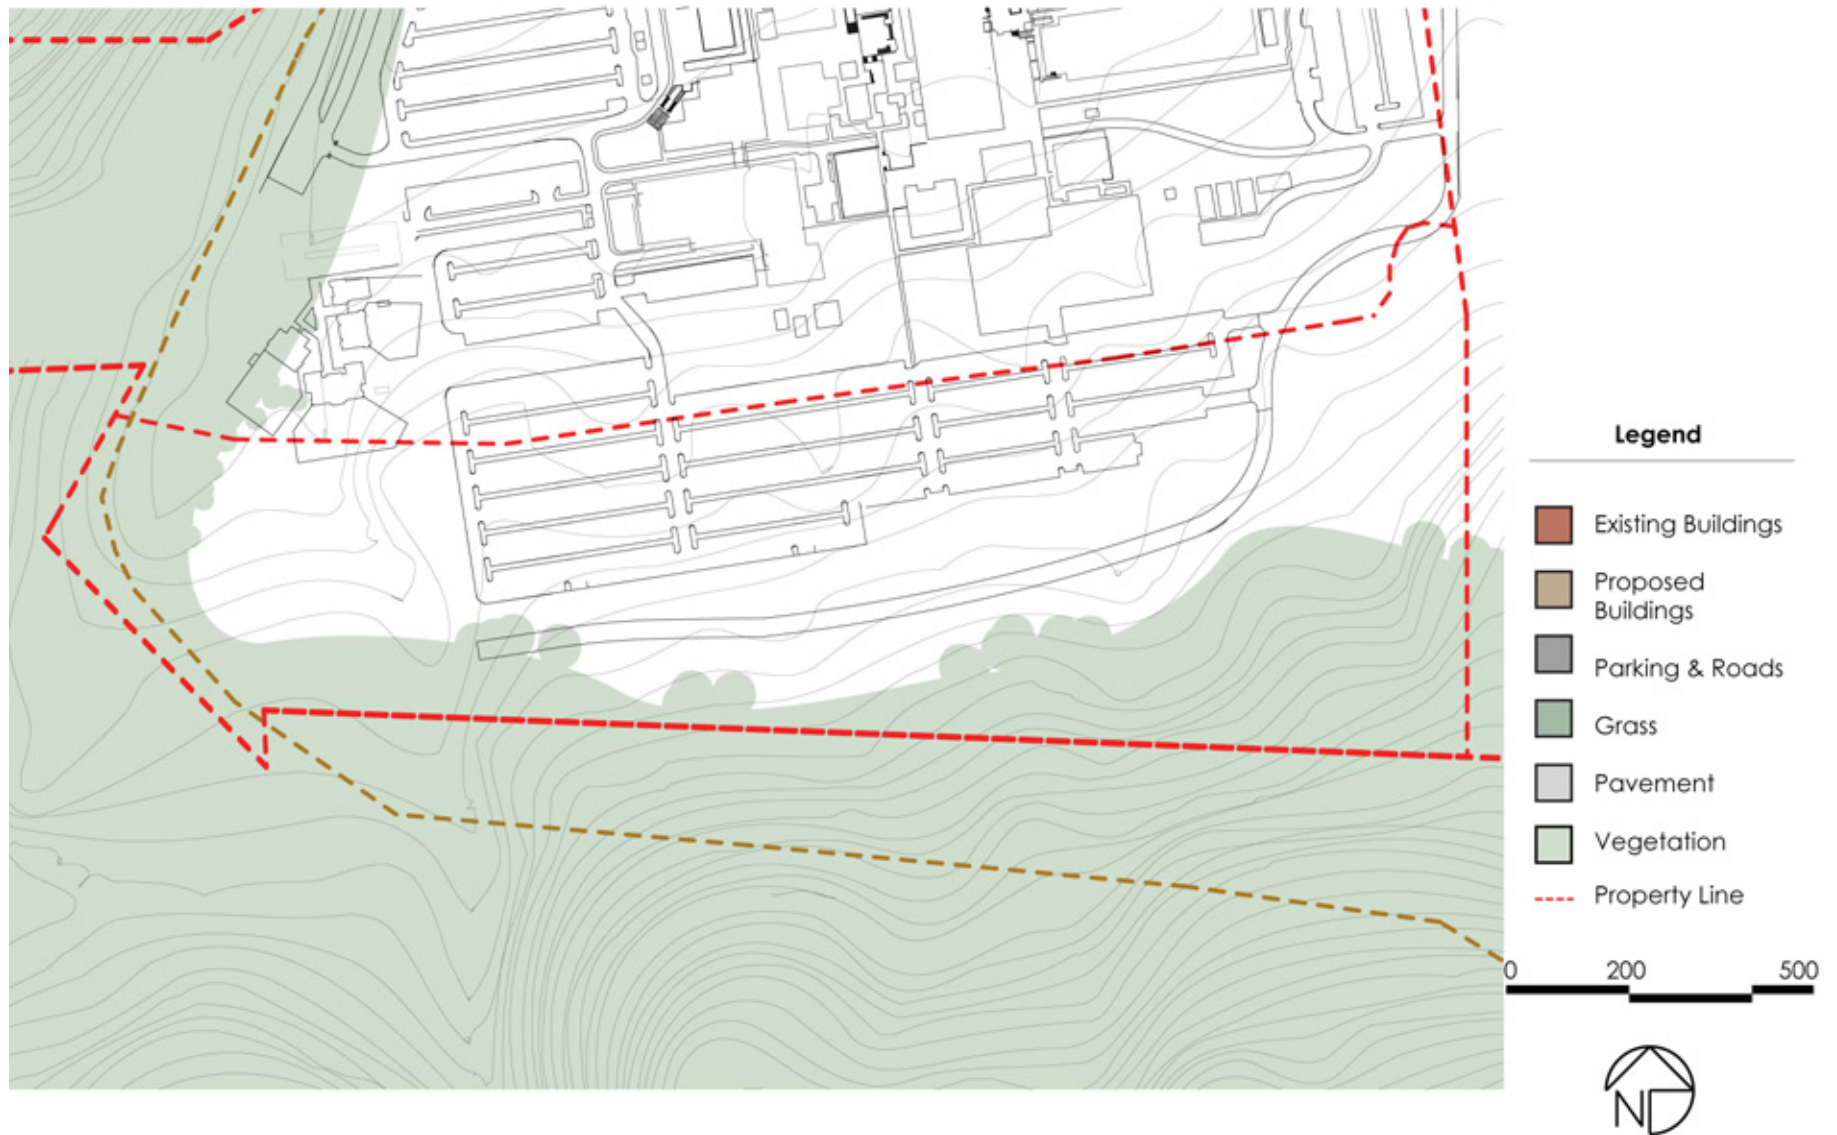 Legend
Existing Buildings
Proposed
Buildings
Parking & Roads
Grass
Pavement
Vegetation
Property Line
0 200 500
N